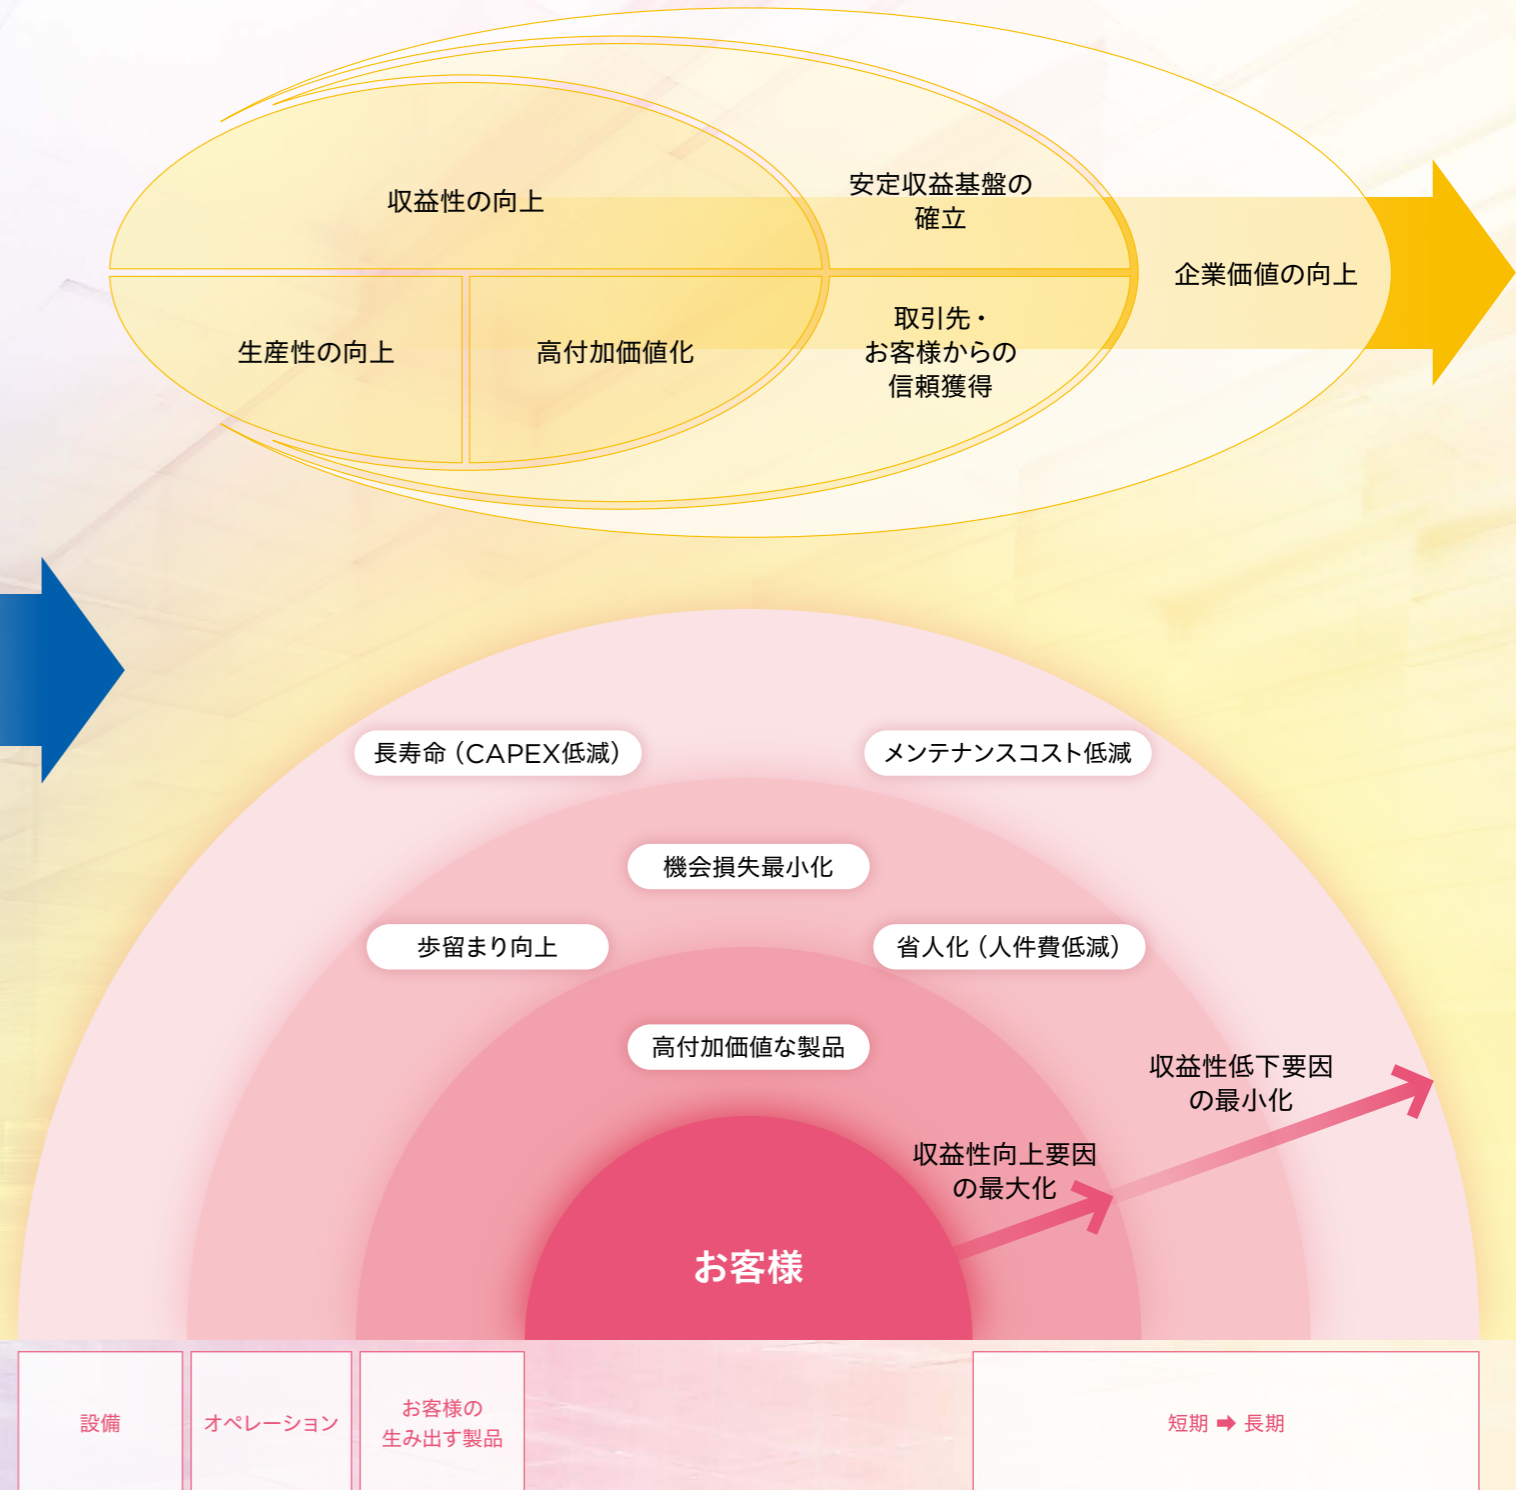 収益性の向上
安定収益基盤の
確立
企業価値の向上
生産性の向上
高付加価値化
取引先・
お客様からの
信頼獲得
長寿命（CAPEX低減）
メンテナンスコスト低減
機会損失最小化
歩留まり向上
省人化（人件費低減）
高付加価値な製品
収益性低下要因
の最小化
収益性向上要因
の最大化
お客様
設備
オペレーション
お客様の
生み出す製品
短期 ➡ 長期